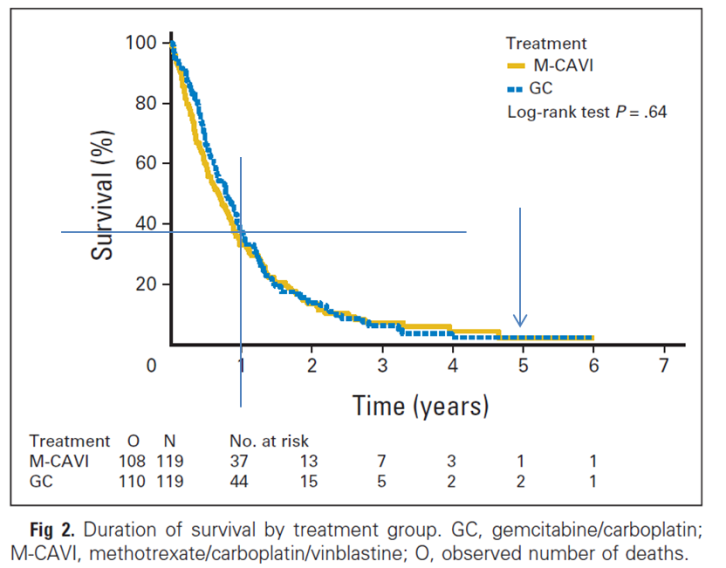 Treatment
M-CAVI
GC
Log-rank test P = .64
Survival (%)
100
80
60
40
20
0
1 2 3 4 5 6 7
Time (years)
Treatment O N No. at risk
M-CAVI 108 119 37 13 7 3 1 1
GC 110 119 44 15 5 2 2 1
Fig 2. Duration of survival by treatment group. GC, gemcitabine/carboplatin;
M-CAVI, methotrexate/carboplatin/vinblastine; O, observed number of deaths.